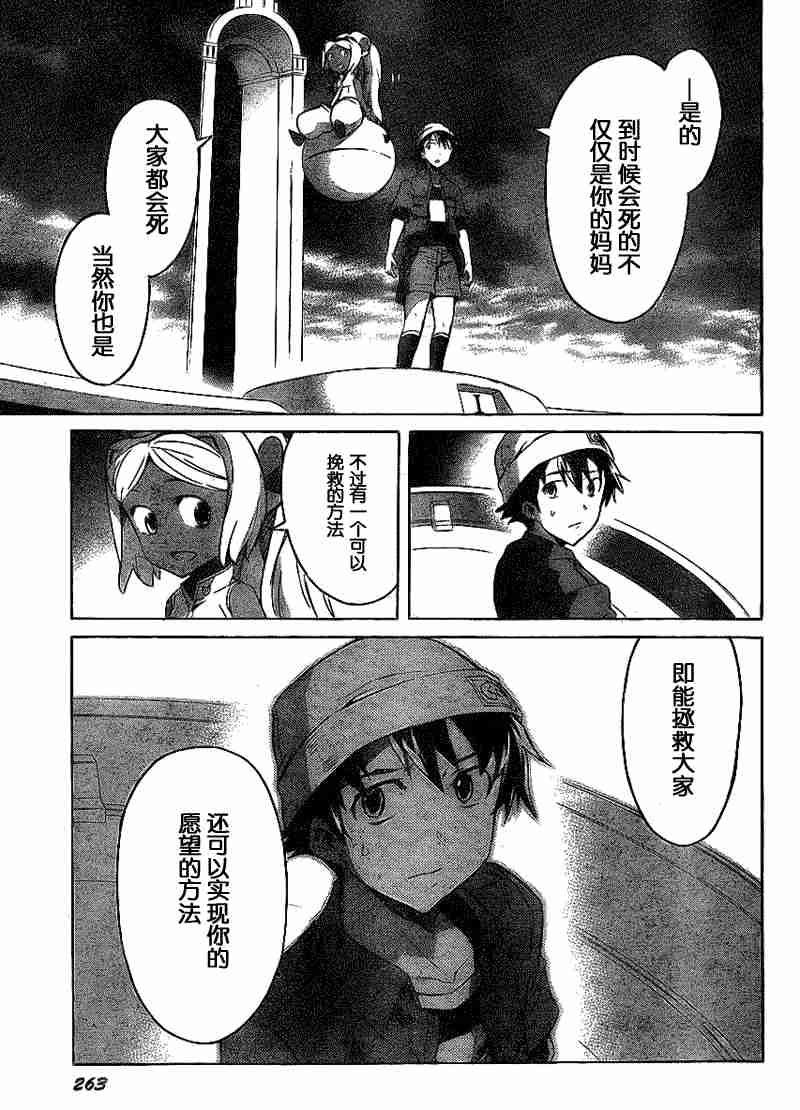 —是的
到时候会死的不
仅仅是你的妈妈
大家都会死
当然你也是
不过有一个可以
挽救的方法
即能拯救大家
还可以实现你的
愿望的方法
263